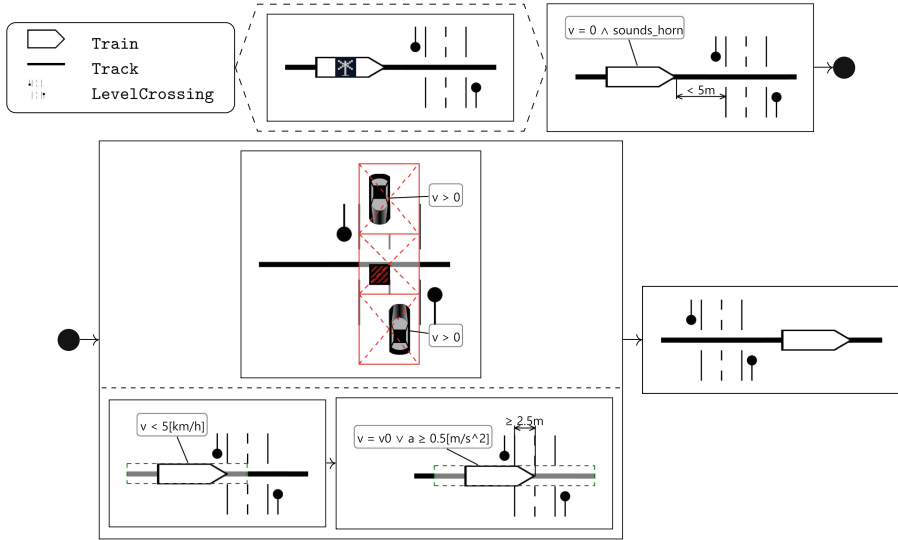 Train
Track
LevelCrossing
v = 0 ∧ sounds_horn
< 5m
v > 0
v > 0
v < 5[km/h]
≥ 2.5m
v = v0 ∨ a ≥ 0.5[m/s^2]